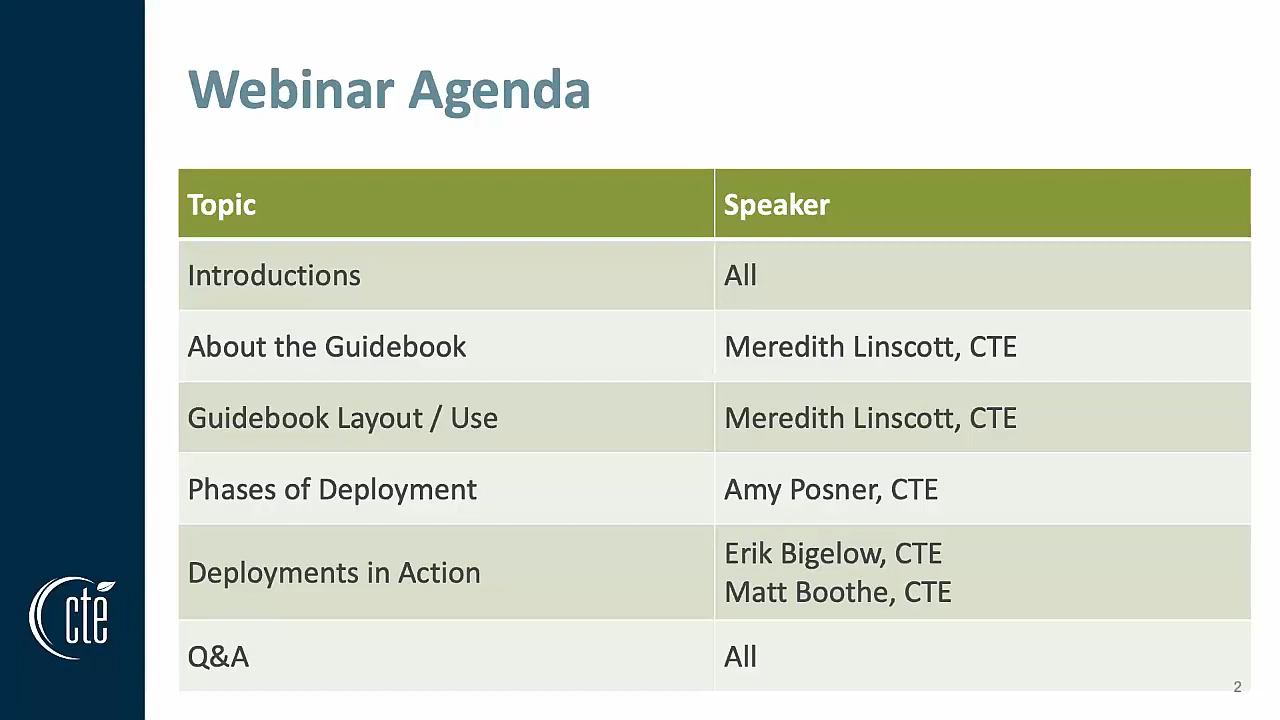 Webinar Agenda
Topic Speaker
Introductions All
About the Guidebook Meredith Linscott, CTE
Guidebook Layout / Use Meredith Linscott, CTE
Phases of Deployment Amy Posner, CTE
Deployments in Action Erik Bigelow, CTE
Matt Boothe, CTE
Q&A All
cte
2